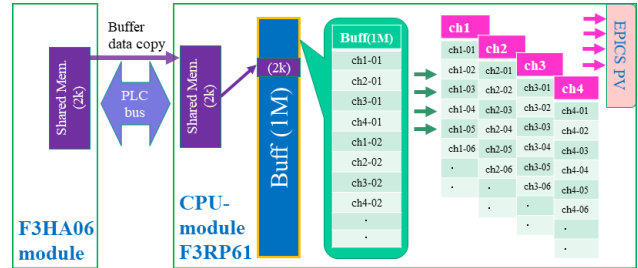 Buffer
data copy
Shared Mem.
(2k)
PLC
bus
Shared Mem.
(2k)
F3HA06
module
CPU-
module
F3RP61
(2k)
Buff (1M)
Buff(1M)
ch1-01
ch2-01
ch3-01
ch4-01
ch1-02
ch2-02
ch3-02
ch4-02
.
.
ch1
ch1-01
ch1-02
ch1-03
ch1-04
ch1-05
ch1-06
.
.
ch2
ch2-01
ch2-02
ch2-03
ch2-04
ch2-05
ch2-06
.
.
ch3
ch3-01
ch3-02
ch3-03
ch3-04
ch3-05
ch3-06
.
.
ch4
ch4-01
ch4-02
ch4-03
ch4-04
ch4-05
ch4-06
.
.
EPICS PV